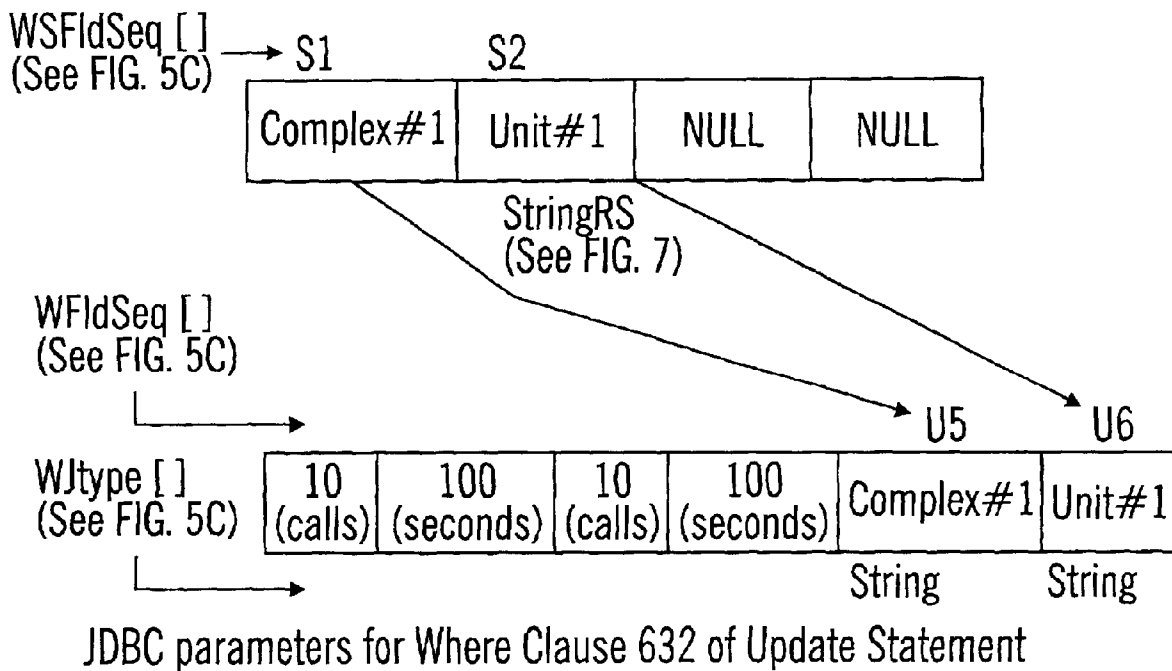 WSFldSeq [ ]
(See FIG. 5C)
S1 S2
Complex#1 Unit#1 NULL NULL
StringRS
(See FIG. 7)
WFldSeq [ ]
(See FIG. 5C)
U5 U6
WJtype [ ]
(See FIG. 5C)
10 100 10 100 Complex#1 Unit#1
(calls) (seconds) (calls) (seconds)
String String
JDBC parameters for Where Clause 632 of Update Statement